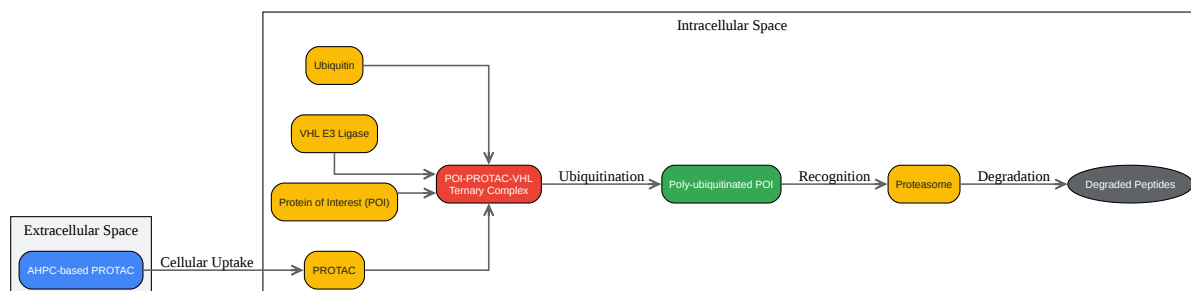 Intracellular Space
Ubiquitin
VHL E3 Ligase
POI-PROTAC-VHL
Ternary Complex
Ubiquitination
Poly-ubiquitinated POI
Recognition
Proteasome
Degradation
Degraded Peptides
Protein of Interest (POI)
Extracellular Space
AHPC-based PROTAC
Cellular Uptake
PROTAC